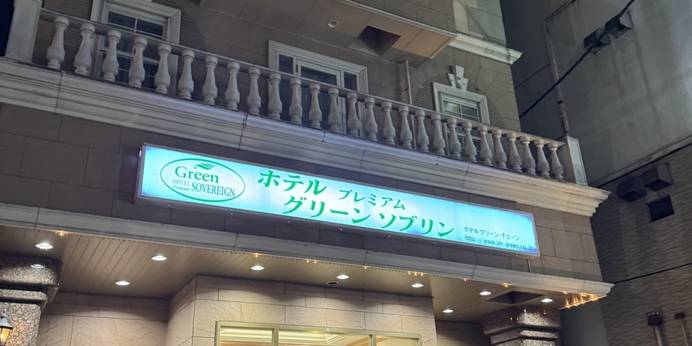 Green
HOTEL
Premium SOVEREIGN
ホテル プレミアム
グリーン ソブリン
ホテル グリーン・チェーン